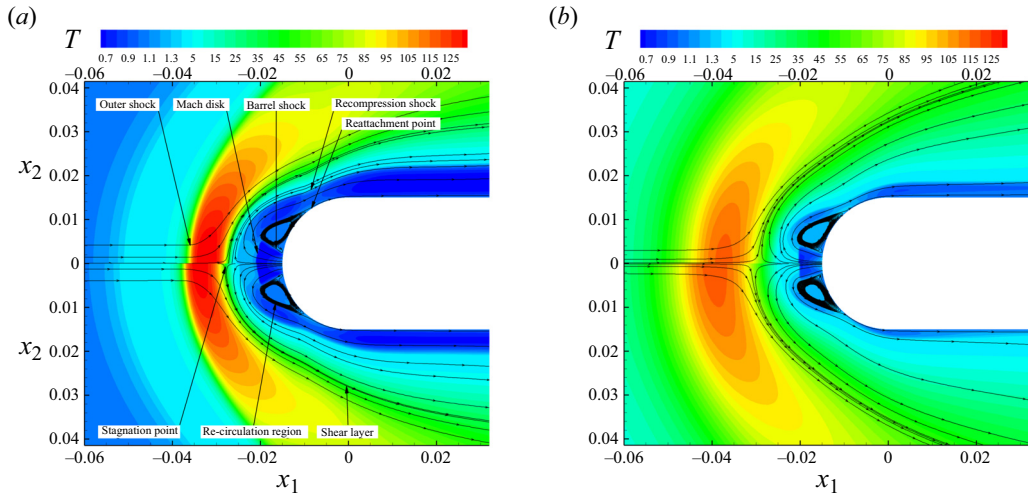 (a)
T
0.7 0.9 1.1 1.3 5 15 25 35 45 55 65 75 85 95 105 115 125
−0.06 −0.04 −0.02 0 0.02
Outer shock Mach disk Barrel shock Recompression shock
Reattachment point
0.04
0.03
x2
0.02
0.01
0
0.01
x2
0.02
0.03
0.04
Stagnation point Re-circulation region Shear layer
−0.06 −0.04 −0.02 0 0.02
x1
(b)
T
0.7 0.9 1.1 1.3 5 15 25 35 45 55 65 75 85 95 105 115 125
−0.06 −0.04 −0.02 0 0.02
0.04
0.03
0.02
0.01
0
0.01
0.02
0.03
0.04
−0.06 −0.04 −0.02 0 0.02
x1